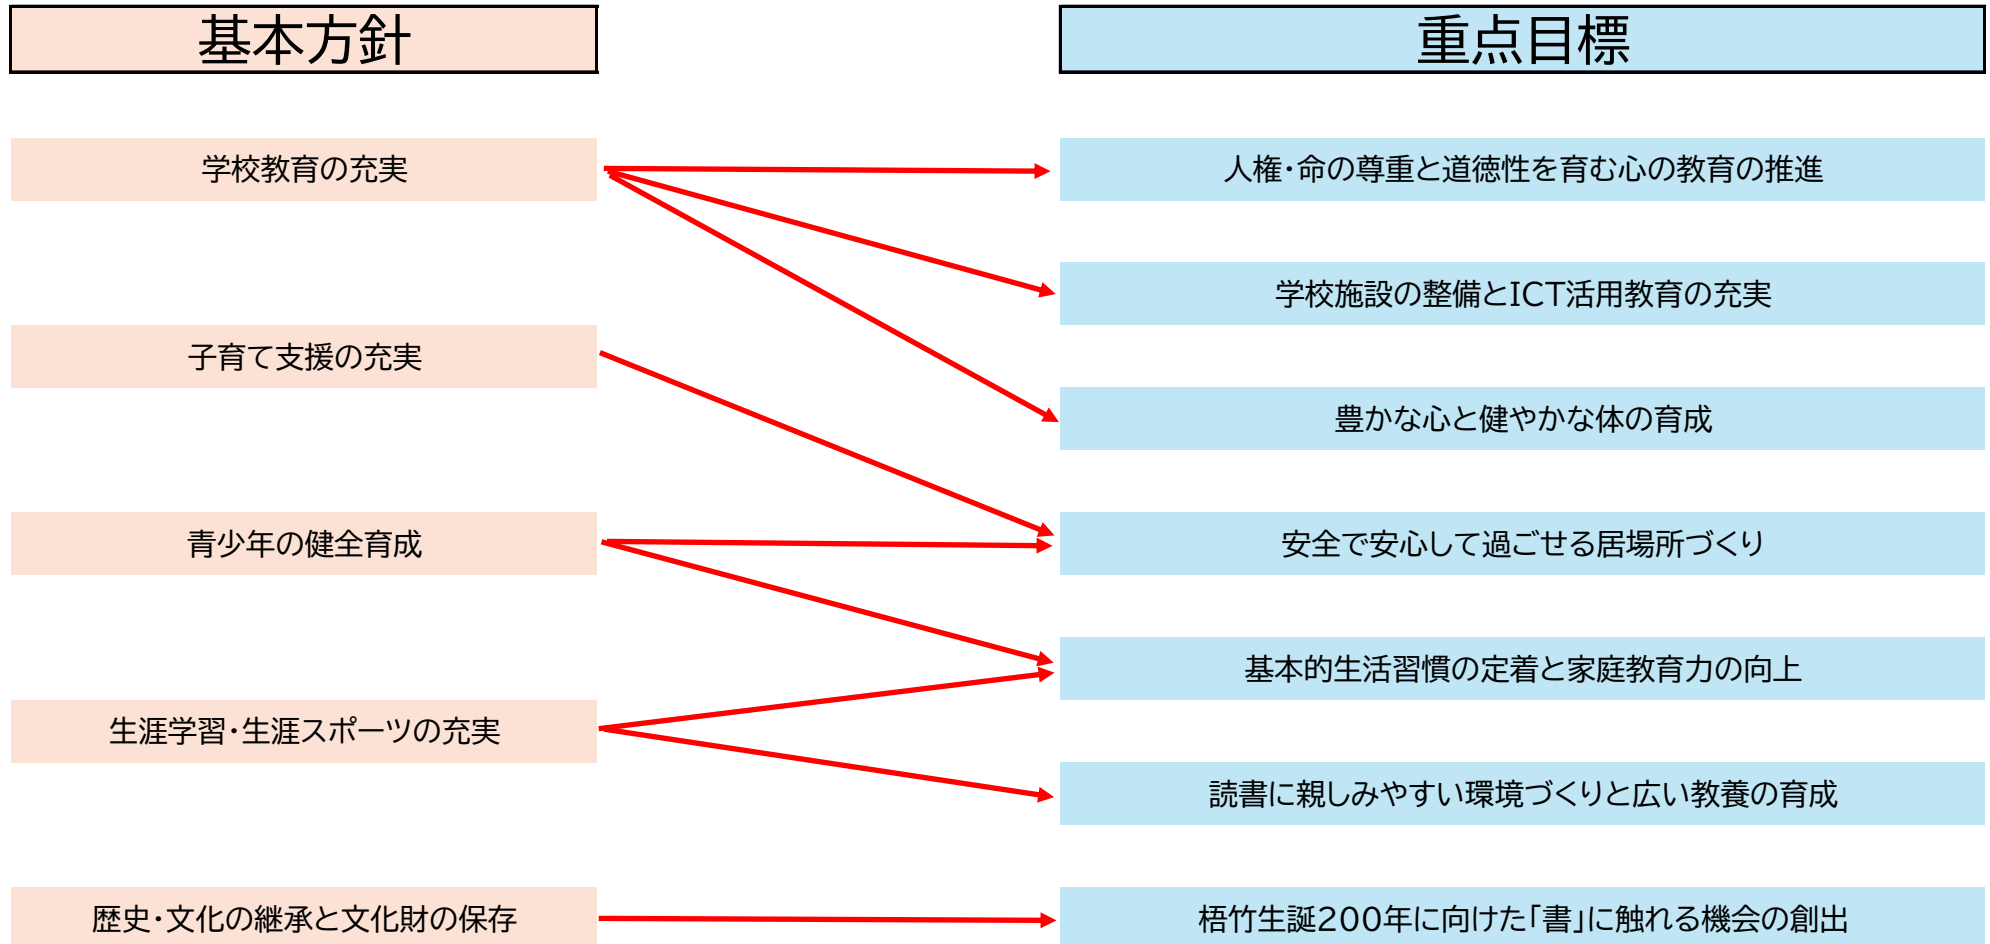 基本方針
重点目標
学校教育の充実
人権・命の尊重と道徳性を育む心の教育の推進
学校施設の整備とICT活用教育の充実
子育て支援の充実
豊かな心と健やかな体の育成
青少年の健全育成
安全で安心して過ごせる居場所づくり
基本的生活習慣の定着と家庭教育力の向上
生涯学習・生涯スポーツの充実
読書に親しみやすい環境づくりと広い教養の育成
歴史・文化の継承と文化財の保存
梧竹生誕200年に向けた「書」に触れる機会の創出